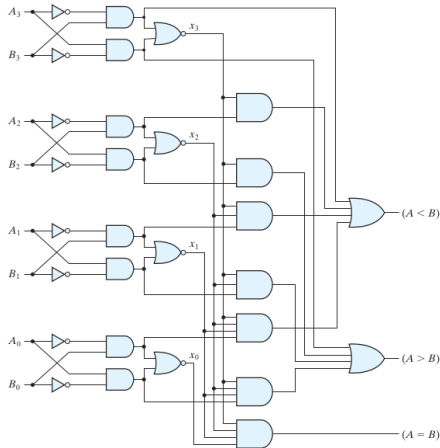 A₃
x₃
B₃
A₂
x₂
B₂
(A < B)
A₁
x₁
B₁
A₀
x₀
(A > B)
B₀
(A = B)